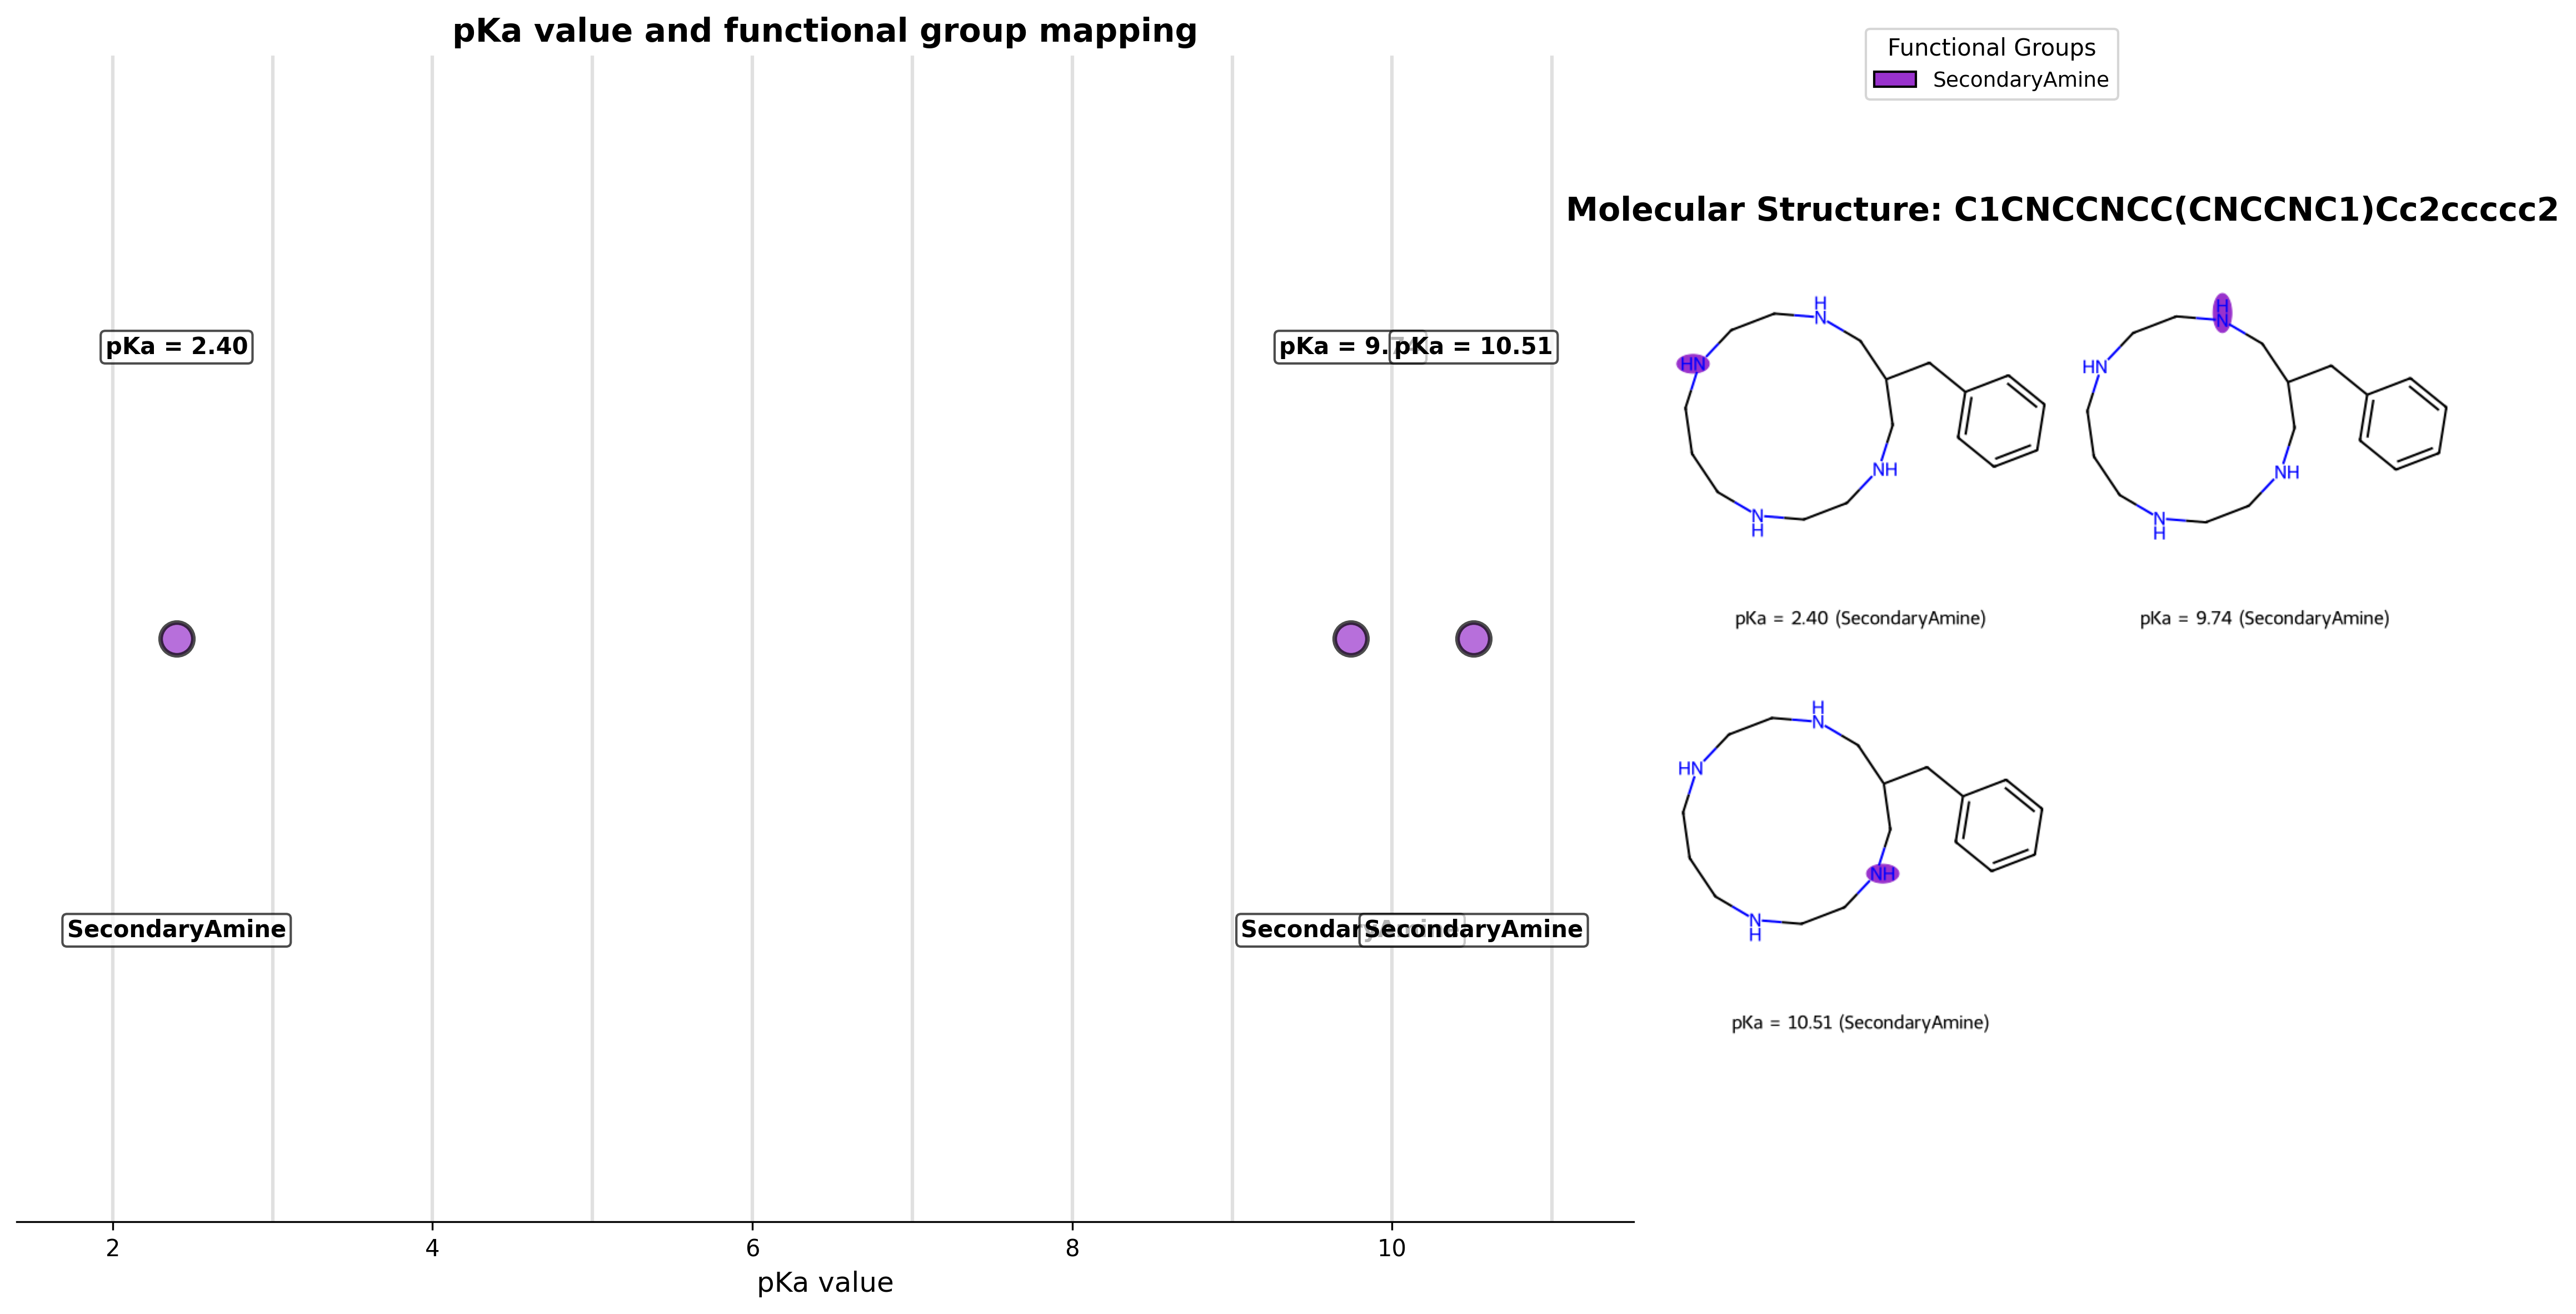 pKa value and functional group mapping
Functional Groups
SecondaryAmine
Molecular Structure: C1CNCCNCC(CNCCNC1)Cc2ccccc2
pKa = 2.40
pKa = 9.
pKa = 10.51
H
N
HN
NH
N
H
H
N
HN
NH
N
H
pKa = 2.40 (SecondaryAmine)
pKa = 9.74 (SecondaryAmine)
H
N
HN
NH
N
H
SecondaryAmine
SecondaryAmine
SecondaryAmine
pKa = 10.51 (SecondaryAmine)
2
4
6
8
10
pKa value